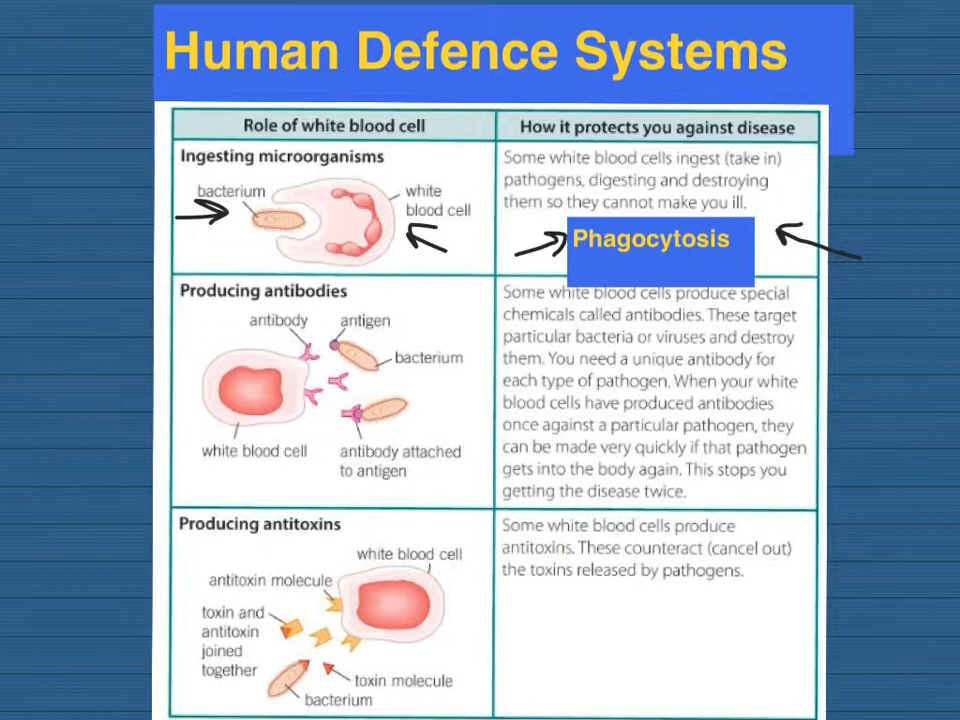 Human Defence Systems
Role of white blood cell
How it protects you against disease
Ingesting microorganisms
bacterium
white
blood cell
Some white blood cells ingest (take in)
pathogens, digesting and destroying
them so they cannot make you ill.
Phagocytosis
Producing antibodies
antibody
antigen
bacterium
white blood cell
antibody attached
to antigen
Some white blood cells produce special
chemicals called antibodies. These target
particular bacteria or viruses and destroy
them. You need a unique antibody for
each type of pathogen. When your white
blood cells have produced antibodies
once against a particular pathogen, they
can be made very quickly if that pathogen
gets into the body again. This stops you
getting the disease twice.
Producing antitoxins
white blood cell
antitoxin molecule
toxin and
antitoxin
joined
together
toxin molecule
bacterium
Some white blood cells produce
antitoxins. These counteract (cancel out)
the toxins released by pathogens.